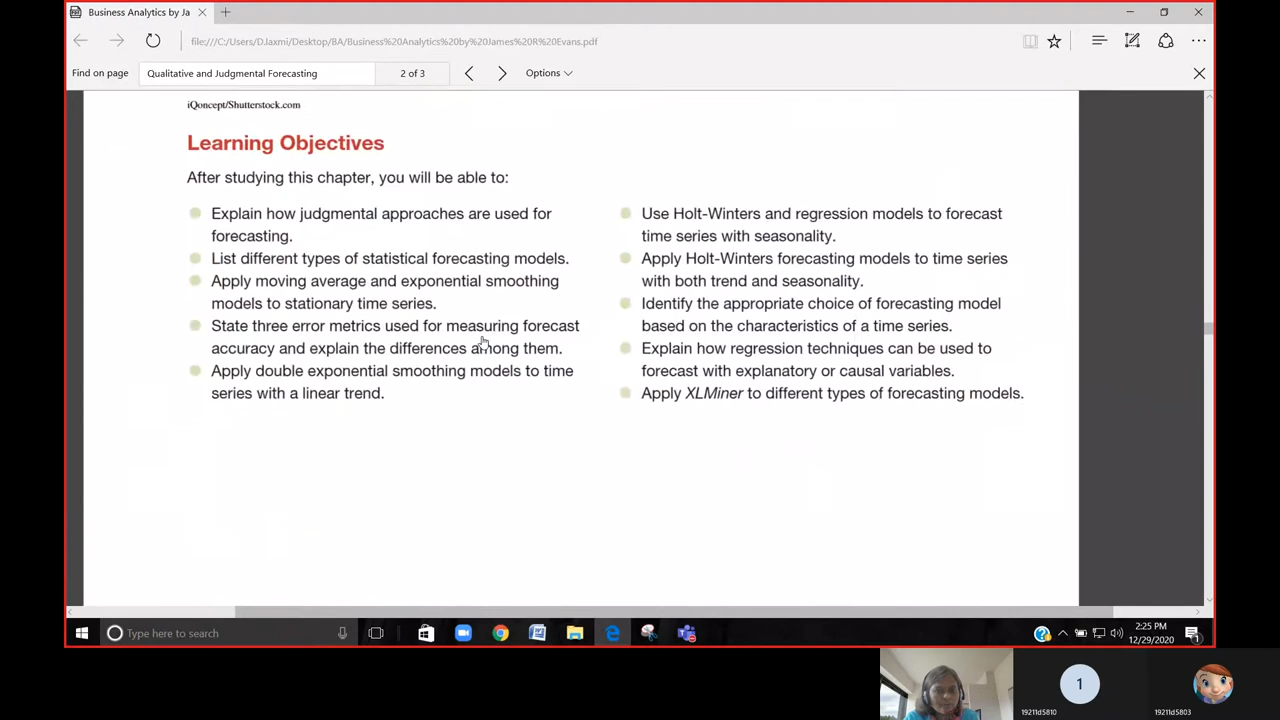 Business Analytics by Ja
file:///C:/Users/DJaxmi/Desktop/BA/Business%20Analytics%20by%20James%20R%20Evans.pdf
Find on page
Qualitative and Judgmental Forecasting
2 of 3
Options
iQoncept/Shutterstock.com
Learning Objectives
After studying this chapter, you will be able to:
Explain how judgmental approaches are used for
forecasting.
List different types of statistical forecasting models.
Apply moving average and exponential smoothing
models to stationary time series.
State three error metrics used for measuring forecast
accuracy and explain the differences among them.
Apply double exponential smoothing models to time
series with a linear trend.
Use Holt-Winters and regression models to forecast
time series with seasonality.
Apply Holt-Winters forecasting models to time series
with both trend and seasonality.
Identify the appropriate choice of forecasting model
based on the characteristics of a time series.
Explain how regression techniques can be used to
forecast with explanatory or causal variables.
Apply XLMiner to different types of forecasting models.
Type here to search
2:25 PM
12/29/2020
1
1
19211d5810
19211d5803